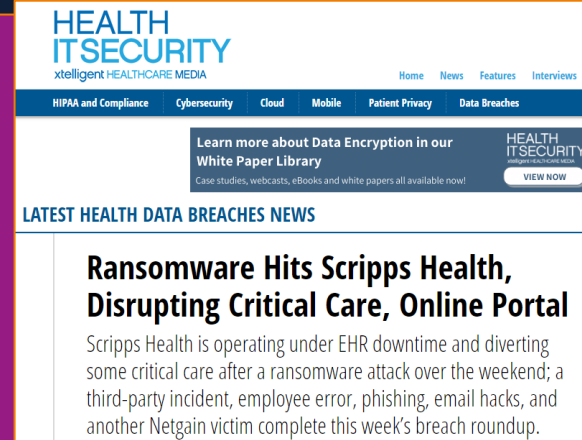 HEALTH
ITSECURITY
xtelligent HEALTHCARE MEDIA
Home News Features Interviews
HIPAA and Compliance Cybersecurity Cloud Mobile Patient Privacy Data Breaches
Learn more about Data Encryption in our
White Paper Library
Case studies, webcasts, eBooks and white papers all available now!
HEALTH
ITSECURITY
xtelligent HEALTHCARE MEDIA
VIEW NOW
LATEST HEALTH DATA BREACHES NEWS
Ransomware Hits Scripps Health,
Disrupting Critical Care, Online Portal
Scripps Health is operating under EHR downtime and diverting
some critical care after a ransomware attack over the weekend; a
third-party incident, employee error, phishing, email hacks, and
another Netgain victim complete this week's breach roundup.